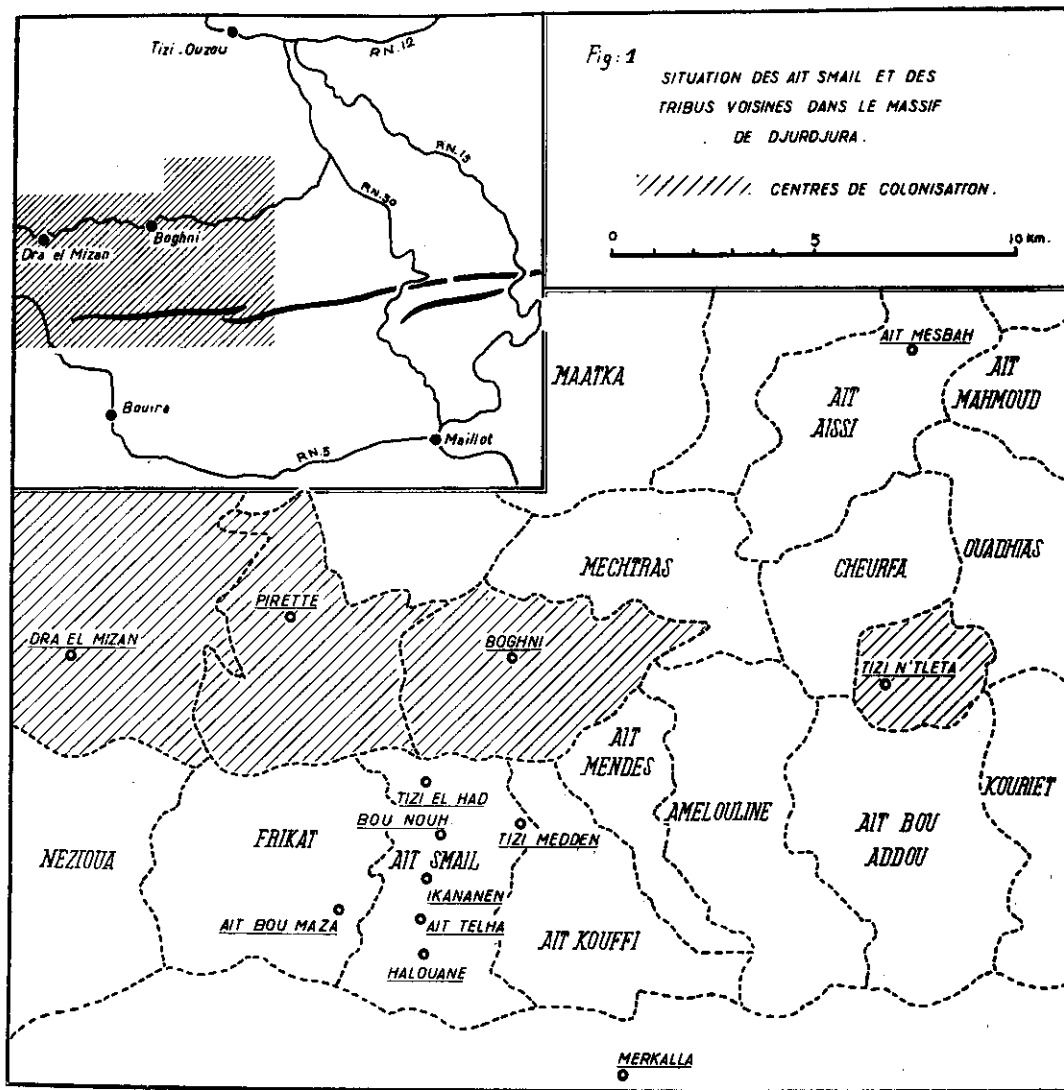 Tizi-Ouzou
RN.12
RN.15
RN.30
Dra el Mizan
Boghni
Bouira
RN.5
Maillot
Fig: 1
SITUATION DES AIT SMAIL ET DES
TRIBUS VOISINES DANS LE MASSIF
DE DJURDJURA.
CENTRES DE COLONISATION.
0 5 10 km.
MAATKA
AIT MESBAH
AIT
AISSI
AIT
MAHMOUD
MECHTRAS
CHEURFA
OUADHIAS
PIRETTE
DRA EL MIZAN
BOGHNI
TIZI N'TLETA
AIT
MENDES
AMELOULINE
KOURIET
TIZI EL HAD
BOU NOUH
TIZI MEDDEN
NEZIOUA
FRIKAT
AIT SMAIL
AIT BOU
ADDOU
IKANANEN
AIT BOU MAZA
AIT TELHA
AIT KOUFFI
HALOUANE
MERKALLA